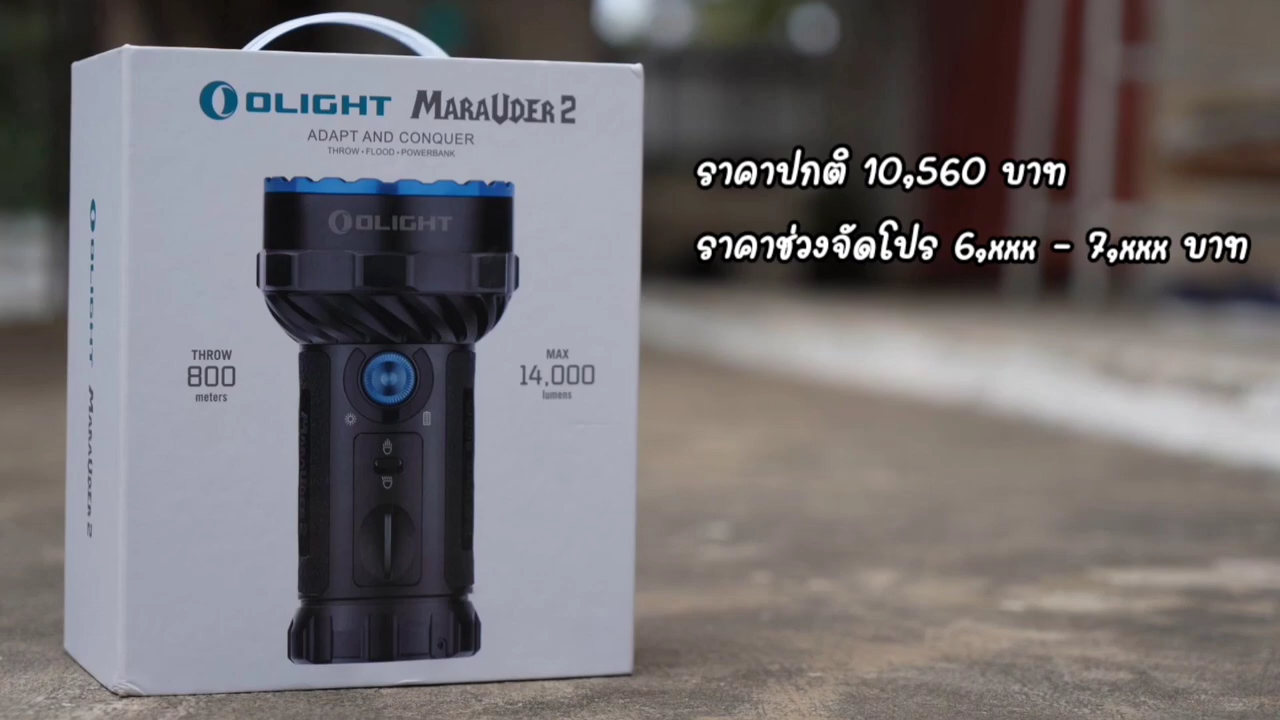 OLIGHT MARAUDER 2
ADAPT AND CONQUER
THROW • FLOOD • POWERBANK
OLIGHT
THROW
800
meters
MAX
14,000
lumens
OLIGHT MARAUDER 2
ราคาปกติ 10,560 บาท
ราคาช่วงจัดโปร 6,xxx - 7,xxx บาท